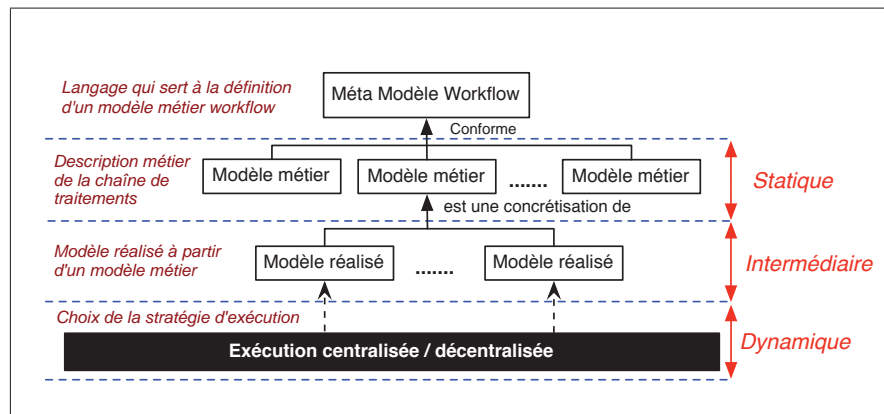 Langage qui sert à la définition
d'un modèle métier workflow
Méta Modèle Workflow
Conforme
Description métier
de la chaîne de
traitements
Modèle métier
Modèle métier
.......
Modèle métier
Statique
est une concrétisation de
Modèle réalisé à partir
d'un modèle métier
Modèle réalisé
.......
Modèle réalisé
Intermédiaire
Choix de la stratégie d'exécution
Exécution centralisée / décentralisée
Dynamique